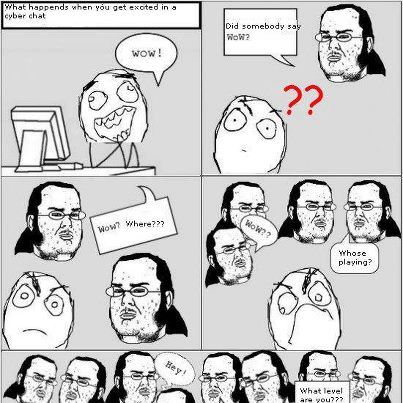 What happends when you get exoted in a
cyber chat
WOW!
Did somebody say
WoW?
??
WoW? Where???
WoW??
Whose
playing?
Hey!
What level
are you???